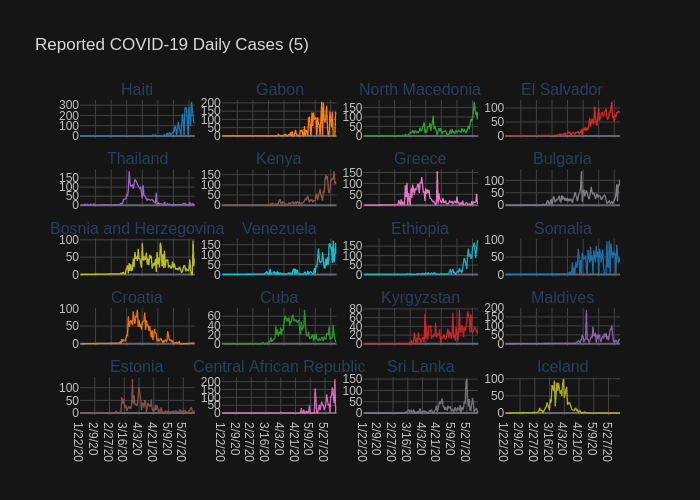 Reported COVID-19 Daily Cases (5)
Haiti Gabon North Macedonia El Salvador
300 200 100 0 200 150 100 50 0 150 100 50 0 100 50 0
Thailand Kenya Greece Bulgaria
150 100 50 0 150 100 50 0 150 100 50 0 100 50 0
Bosnia and Herzegovina Venezuela Ethiopia Somalia
100 50 0 150 100 50 0 150 100 50 0 100 50 0
Croatia Cuba Kyrgyzstan Maldives
100 50 0 60 40 20 0 80 60 40 20 0 200 150 100 50 0
Estonia Central African Republic Sri Lanka Iceland
100 50 0 200 150 100 50 0 150 100 50 0 100 50 0
1/22/20 2/9/20 2/27/20 3/16/20 4/3/20 4/21/20 5/9/20 5/27/20 1/22/20 2/9/20 2/27/20 3/16/20 4/3/20 4/21/20 5/9/20 5/27/20 1/22/20 2/9/20 2/27/20 3/16/20 4/3/20 4/21/20 5/9/20 5/27/20 1/22/20 2/9/20 2/27/20 3/16/20 4/3/20 4/21/20 5/9/20 5/27/20